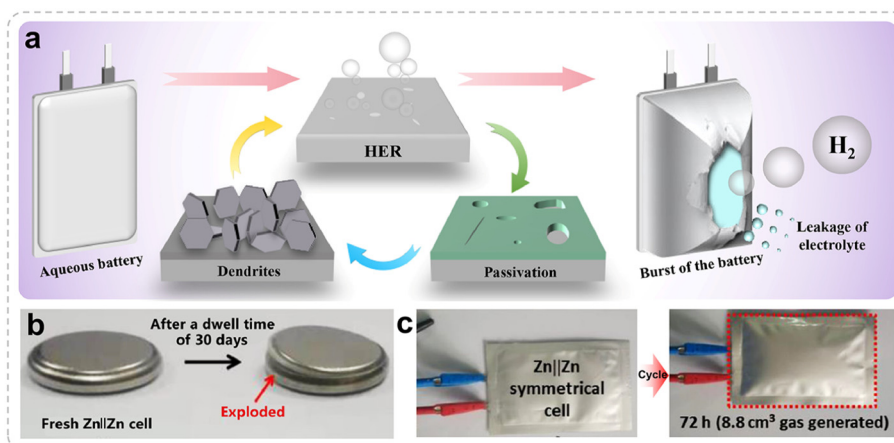 a
HER
H₂
Aqueous battery
Dendrites
Passivation
Burst of the battery
Leakage of
electrolyte
b
After a dwell time
of 30 days
Exploded
Fresh Zn||Zn cell
c
Zn||Zn
symmetrical
cell
Cycle
72 h (8.8 cm³ gas generated)